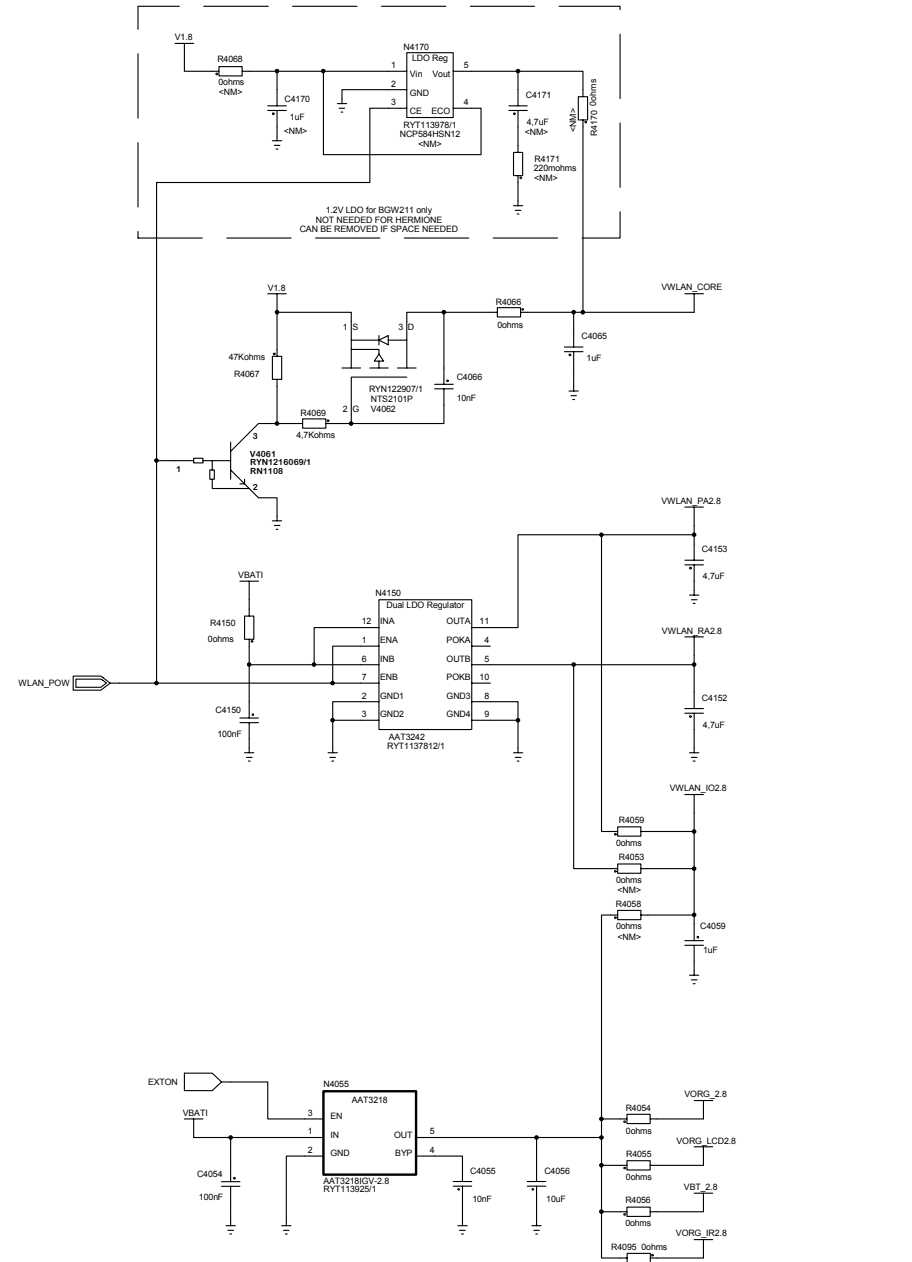 V1.8
R4068
0ohms
<NM>
C4170
1uF
<NM>
N4170
LDO Reg
1 Vin Vout 5
2 GND
3 CE ECO 4
RYT113978/1
NCP584HSN12
<NM>
C4171
4,7uF
<NM>
R4171
220mohms
<NM>
<NM>
R4170 0ohms
1.2V LDO for BGW211 only
NOT NEEDED FOR HERMIONE
CAN BE REMOVED IF SPACE NEEDED
V1.8
47Kohms
R4067
1 S 3 D
2 G
RYN122907/1
NTS2101P
V4062
R4069
4,7Kohms
C4066
10nF
R4066
0ohms
C4065
1uF
VWLAN_CORE
3
1
2
V4061
RYN1216069/1
RN1108
VWLAN_PA2.8
C4153
4,7uF
VBATI
R4150
0ohms
N4150
Dual LDO Regulator
12 INA OUTA 11
1 ENA POKA 4
6 INB OUTB 5
7 ENB POKB 10
2 GND1 GND3 8
3 GND2 GND4 9
AAT3242
RYT1137812/1
VWLAN_RA2.8
C4152
4,7uF
WLAN_POW
C4150
100nF
VWLAN_IO2.8
R4059
0ohms
R4053
0ohms
<NM>
R4058
0ohms
<NM>
C4059
1uF
EXTON
VBATI
C4054
100nF
N4055
AAT3218
3 EN
1 IN OUT 5
2 GND BYP 4
AAT3218IGV-2.8
RYT113925/1
C4055
10nF
C4056
10uF
VORG_2.8
R4054
0ohms
VORG_LCD2.8
R4055
0ohms
VBT_2.8
R4056
0ohms
VORG_IR2.8
R4095 0ohms